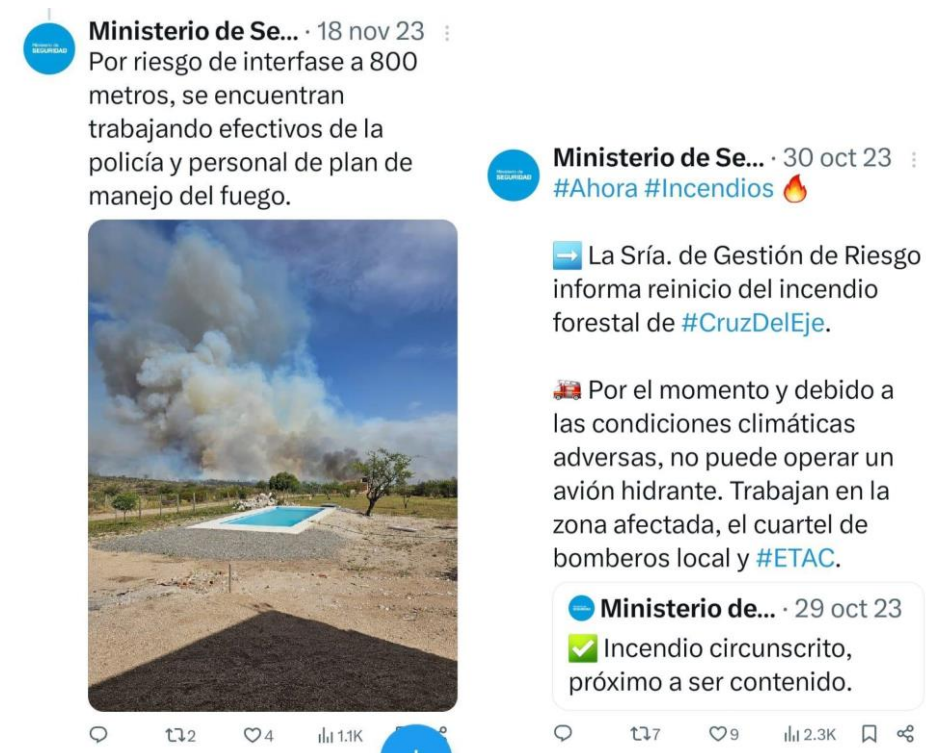 Ministerio de Se... · 18 nov 23
Por riesgo de interfase a 800
metros, se encuentran
trabajando efectivos de la
policía y personal de plan de
manejo del fuego.
2
4
1.1K
Ministerio de Se... · 30 oct 23
#Ahora #Incendios 🔥
➡️ La Sría. de Gestión de Riesgo
informa reinicio del incendio
forestal de #CruzDelEje.
🚒 Por el momento y debido a
las condiciones climáticas
adversas, no puede operar un
avión hidrante. Trabajan en la
zona afectada, el cuartel de
bomberos local y #ETAC.
Ministerio de... · 29 oct 23
✅ Incendio circunscrito,
próximo a ser contenido.
7
9
2.3K